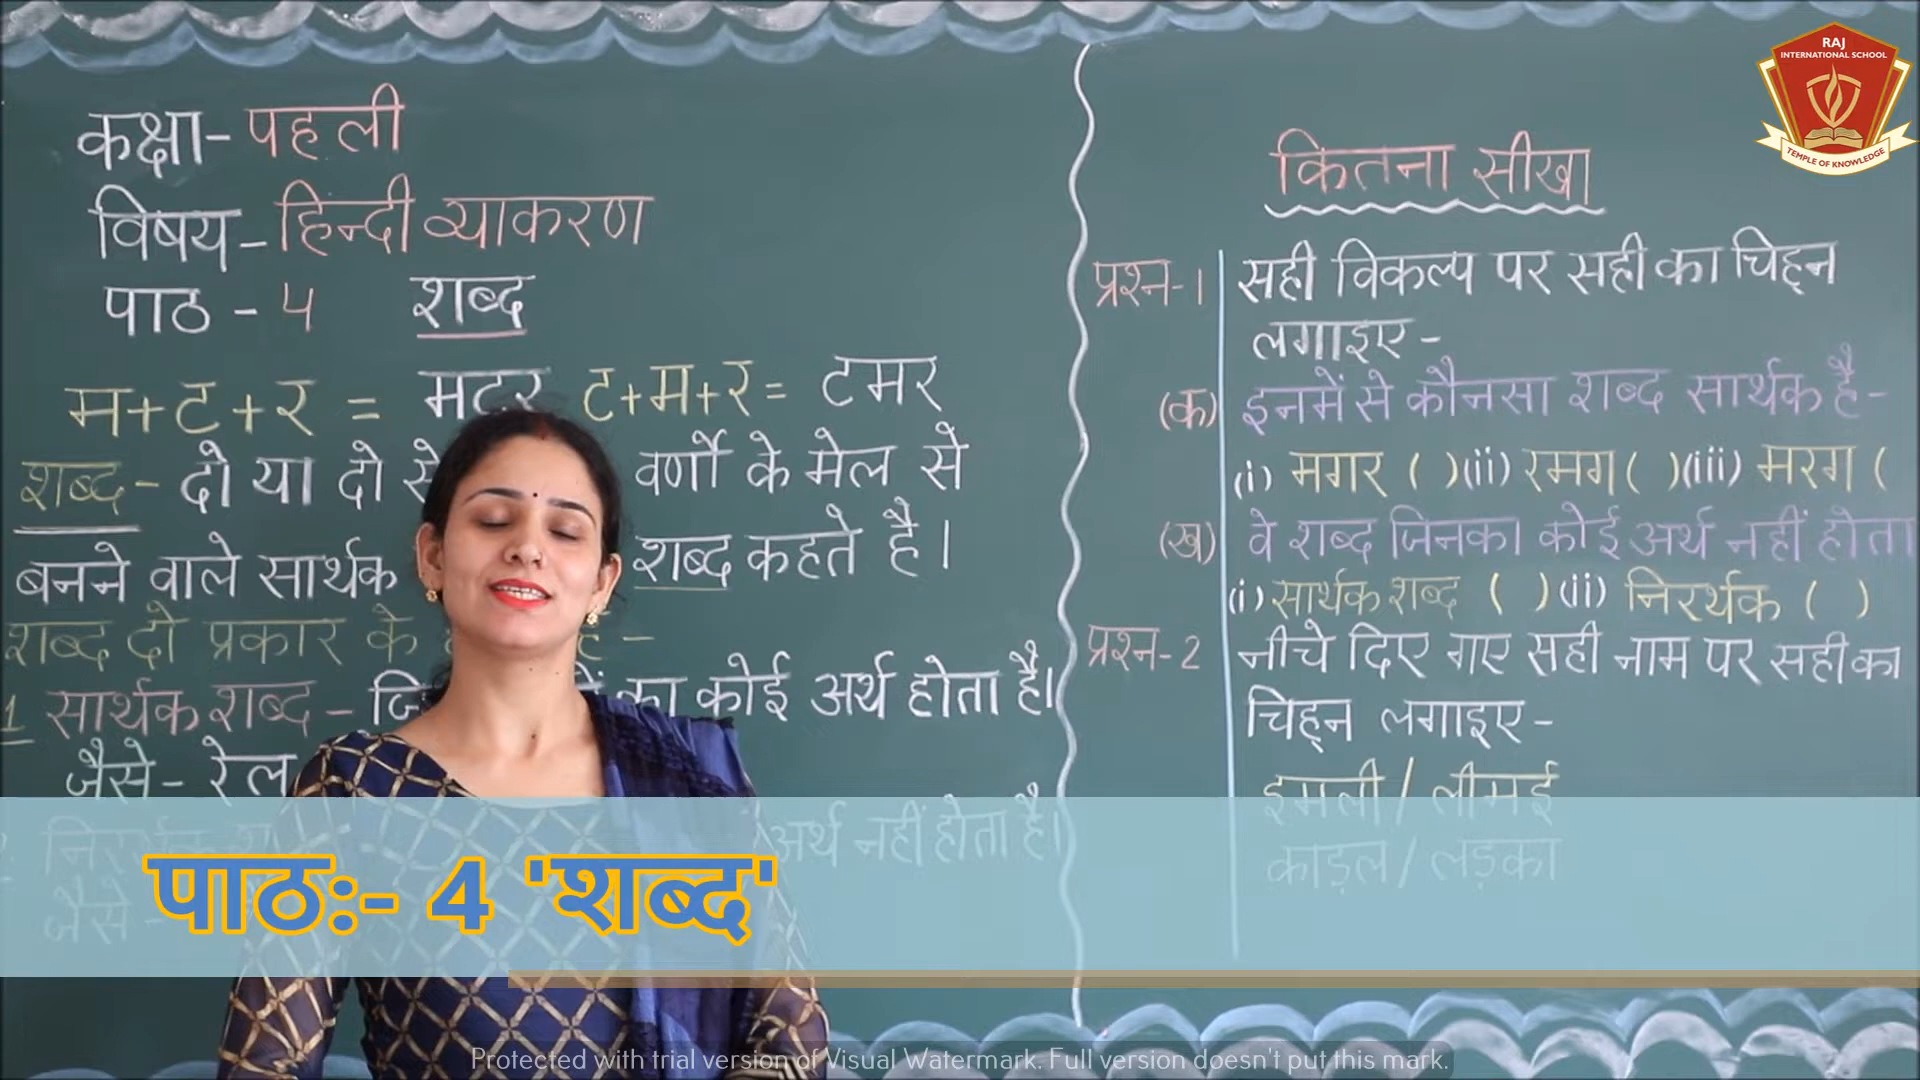 कक्षा- पहली
विषय- हिन्दी व्याकरण
पाठ - 4 शब्द
म+ट+र = मटर ट+म+र= टमर
शब्द- दो या दो से वर्णों के मेल से
बनने वाले सार्थक शब्द कहते है।
शब्द दो प्रकार के है -
1 सार्थक शब्द - का कोई अर्थ होता है।
जैसे- रेल
अर्थ नहीं होता है।
जैसे -
कितना सीखा
प्रश्न-1 सही विकल्प पर सही का चिह्न
लगाइए -
(क) इनमें से कौनसा शब्द सार्थक है-
(i) मगर ( ) (ii) रमग ( ) (iii) मरग (
(ख) वे शब्द जिनका कोई अर्थ नहीं होता
(i) सार्थक शब्द ( ) (ii) निरर्थक ( )
प्रश्न-2 नीचे दिए गए सही नाम पर सही का
चिह्न लगाइए-
इमली / लीमई
काड़ल / लड़का
पाठ:- 4 'शब्द'
RAJ
INTERNATIONAL SCHOOL
TEMPLE OF KNOWLEDGE
Protected with trial version of Visual Watermark. Full version doesn't put this mark.